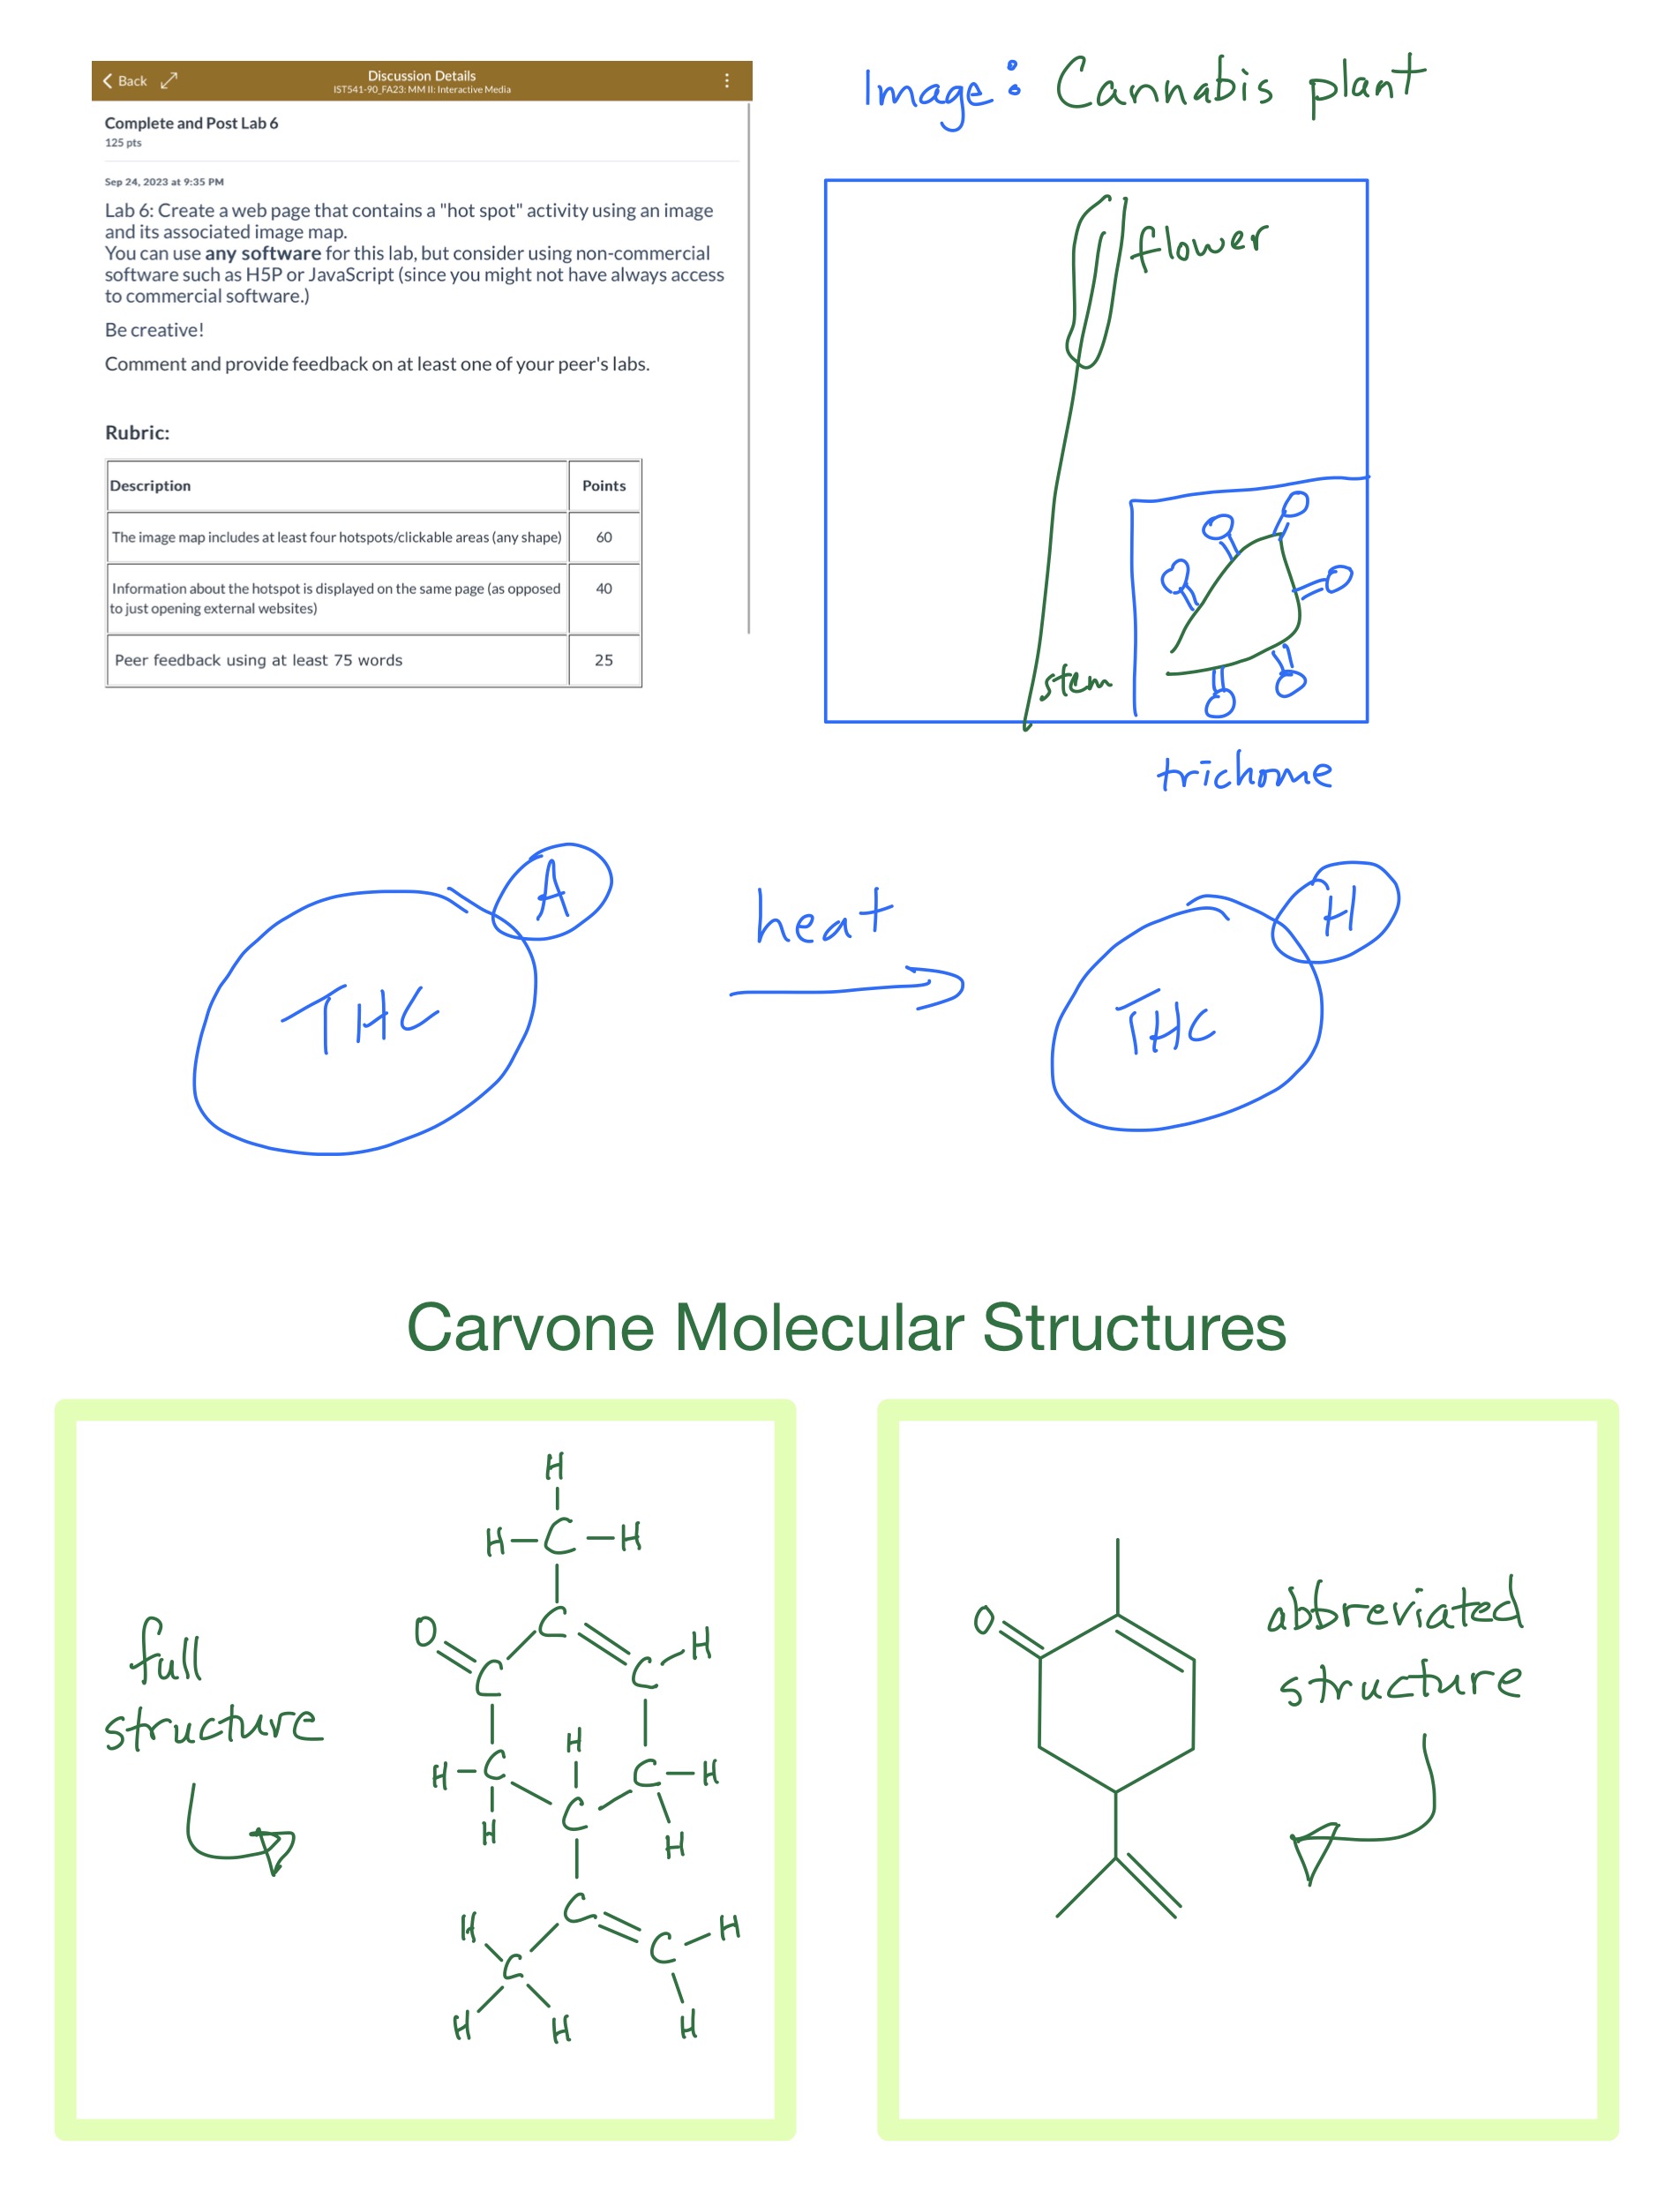 Back
Discussion Details
IST541-90_FA23: MM II: Interactive Media
Complete and Post Lab 6
125 pts
Sep 24, 2023 at 9:35 PM
Lab 6: Create a web page that contains a "hot spot" activity using an image
and its associated image map.
You can use any software for this lab, but consider using non-commercial
software such as H5P or JavaScript (since you might not have always access
to commercial software.)
Be creative!
Comment and provide feedback on at least one of your peer's labs.
Rubric:
Description Points
The image map includes at least four hotspots/clickable areas (any shape) 60
Information about the hotspot is displayed on the same page (as opposed 40
to just opening external websites)
Peer feedback using at least 75 words 25
Image: Cannabis plant
flower
stem
trichome
A
THC
heat
H
THC
Carvone Molecular Structures
full
structure
H
H-C-H
O C
C C H
H
H-C C-H
C
H H
C
H C H
C
H H H
O
abbreviated
structure